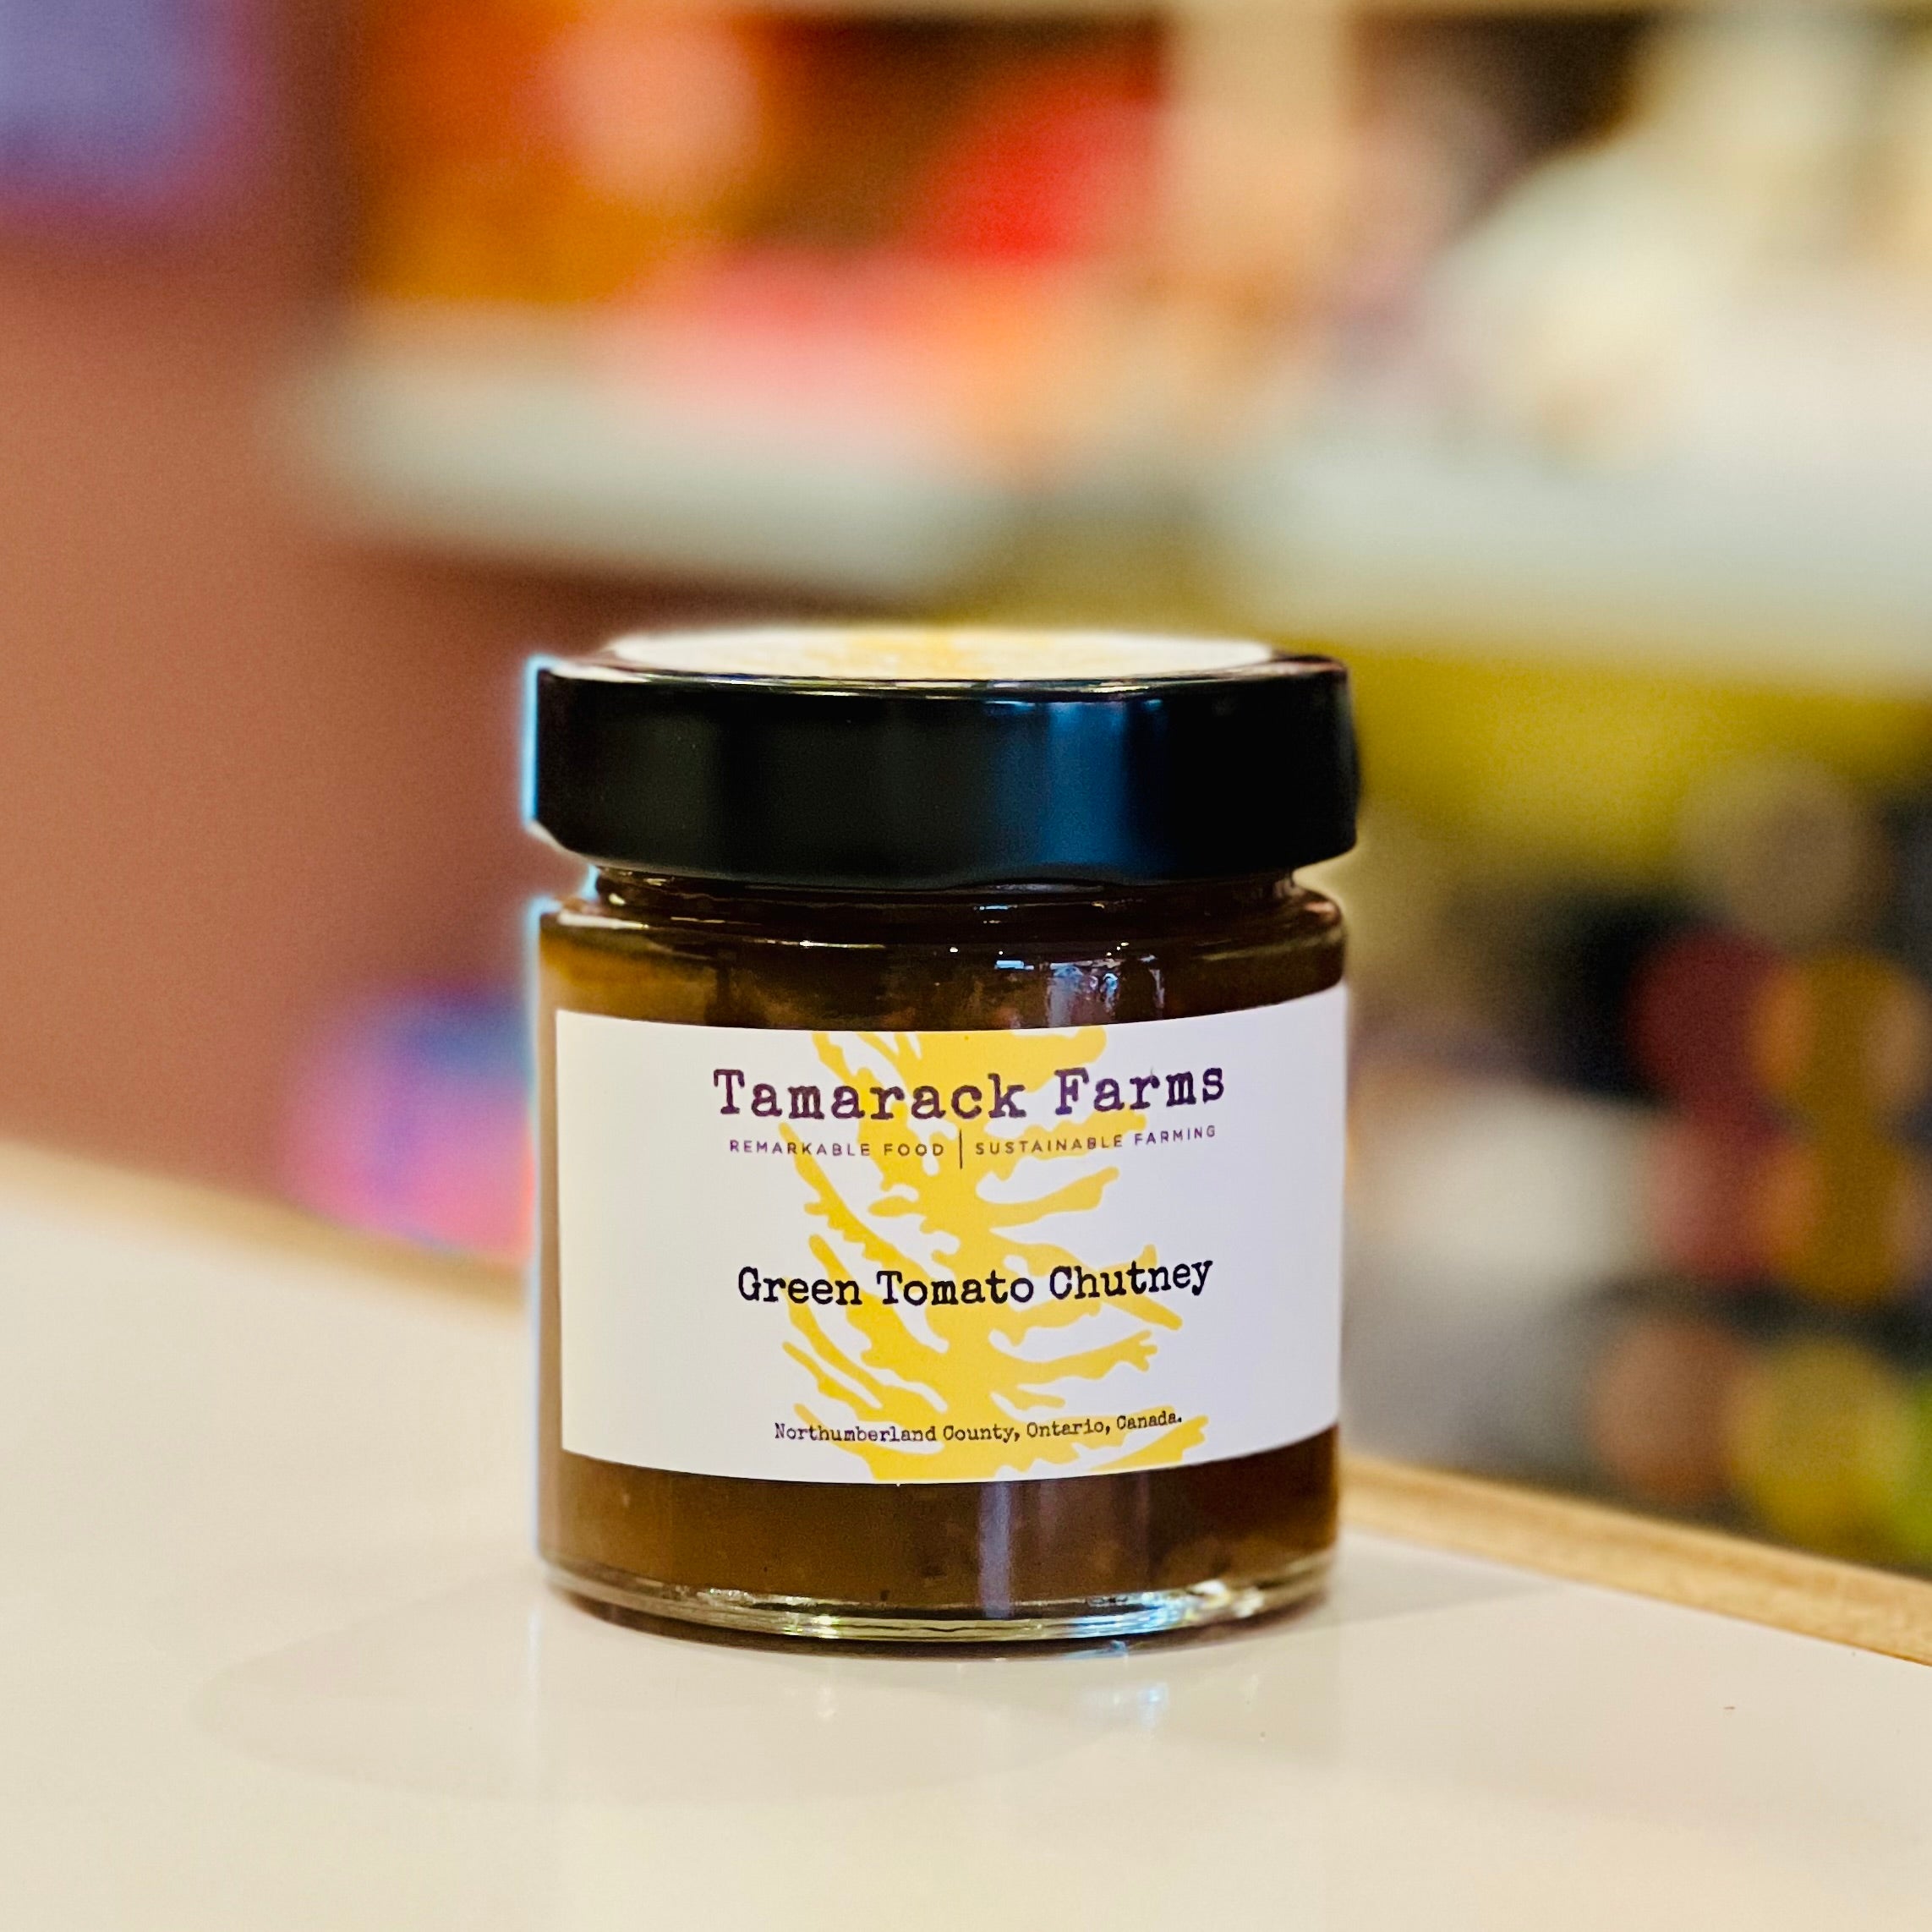 Tamarack Farms
REMARKABLE FOOD | SUSTAINABLE FARMING
Green Tomato Chutney
Northumberland County, Ontario, Canada.